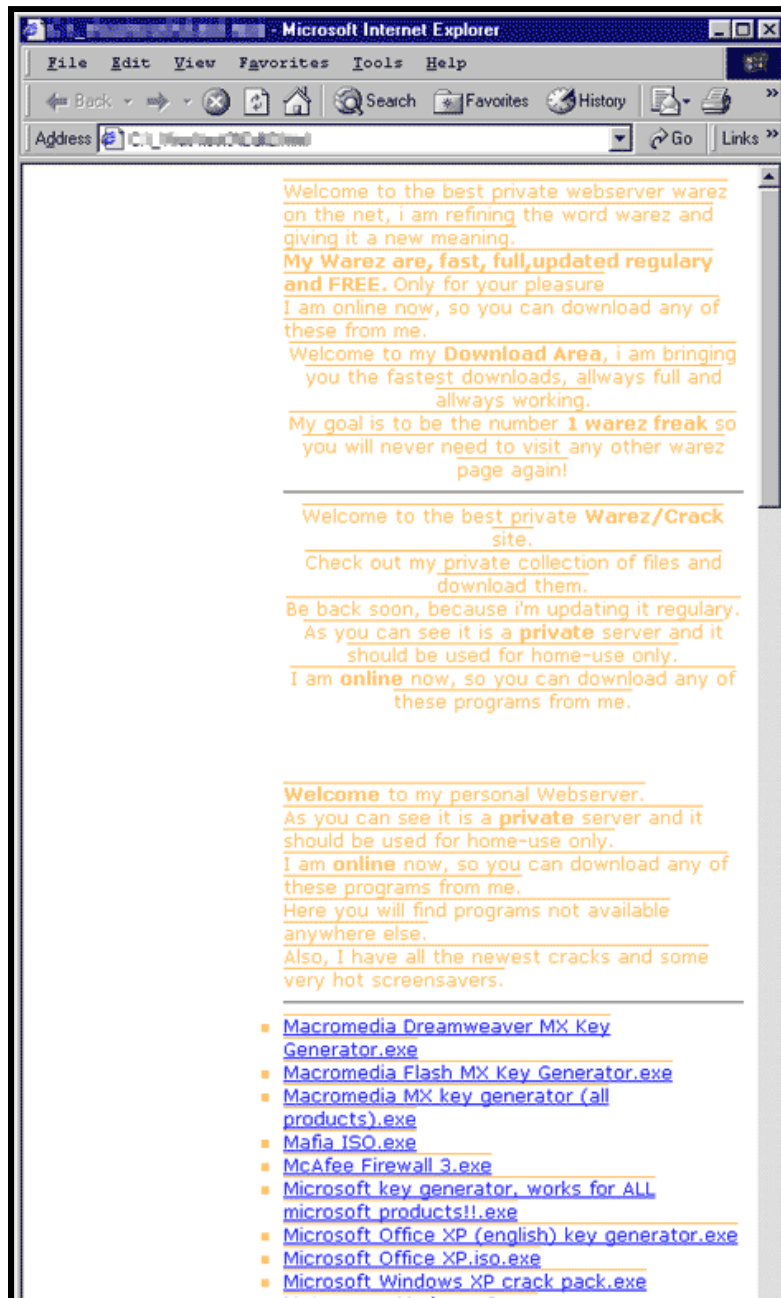 - Microsoft Internet Explorer
File Edit View Favorites Tools Help
Back Search Favorites History »
Address Go Links »
Welcome to the best private webserver warez
on the net, i am refining the word warez and
giving it a new meaning.
My Warez are, fast, full,updated regulary
and FREE. Only for your pleasure
I am online now, so you can download any of
these from me.
Welcome to my Download Area, i am bringing
you the fastest downloads, allways full and
allways working.
My goal is to be the number 1 warez freak so
you will never need to visit any other warez
page again!
Welcome to the best private Warez/Crack
site.
Check out my private collection of files and
download them.
Be back soon, because i'm updating it regulary.
As you can see it is a private server and it
should be used for home-use only.
I am online now, so you can download any of
these programs from me.
Welcome to my personal Webserver.
As you can see it is a private server and it
should be used for home-use only.
I am online now, so you can download any of
these programs from me.
Here you will find programs not available
anywhere else.
Also, I have all the newest cracks and some
very hot screensavers.
Macromedia Dreamweaver MX Key
Generator.exe
Macromedia Flash MX Key Generator.exe
Macromedia MX key generator (all
products).exe
Mafia ISO.exe
McAfee Firewall 3.exe
Microsoft key generator, works for ALL
microsoft products!!.exe
Microsoft Office XP (english) key generator.exe
Microsoft Office XP.iso.exe
Microsoft Windows XP crack pack.exe